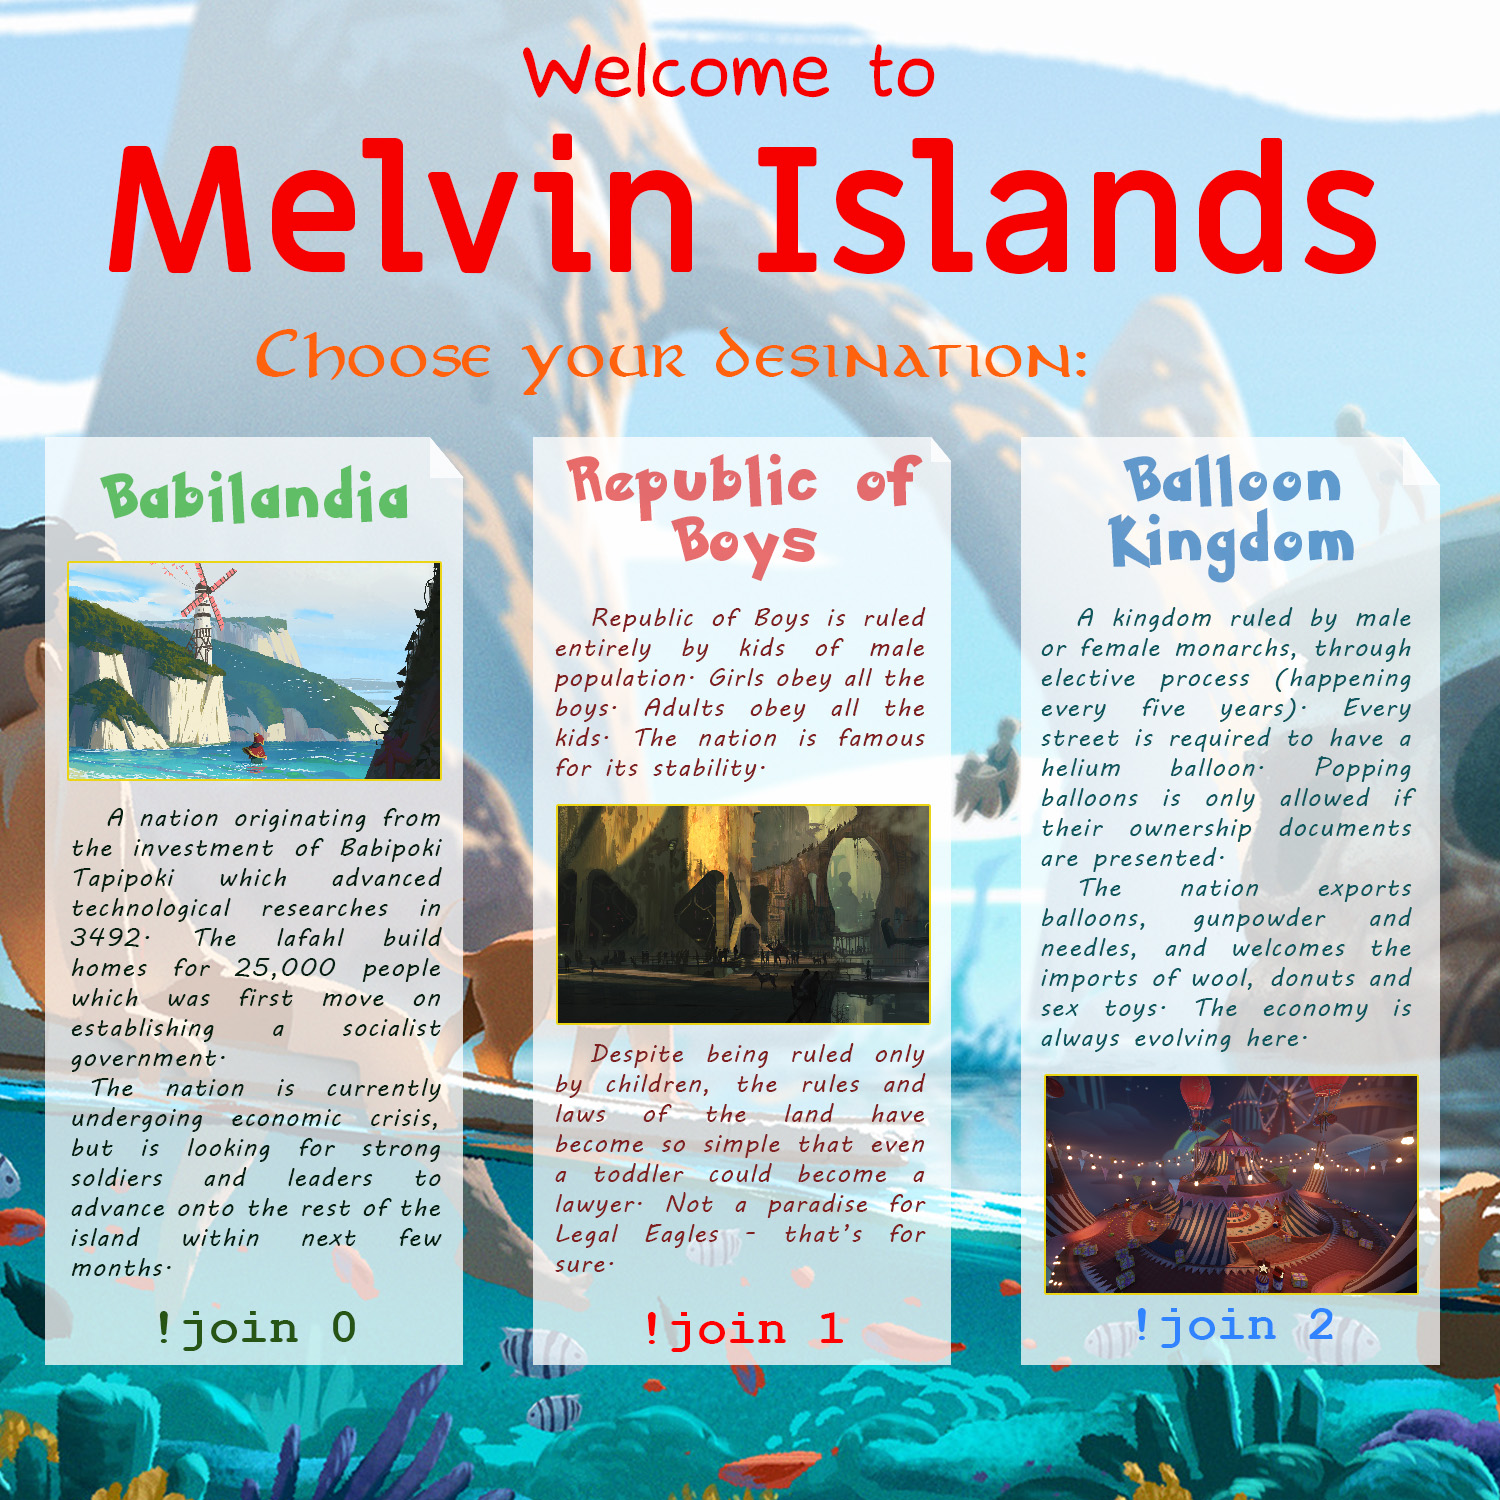 Welcome to
Melvin Islands
Choose your desination:
Babilandia
A nation originating from
the investment of Babipoki
Tapipoki which advanced
technological researches in
3492. The lafahl build
homes for 25,000 people
which was first move on
establishing a socialist
government.
The nation is currently
undergoing economic crisis,
but is looking for strong
soldiers and leaders to
advance onto the rest of the
island within next few
months.
!join 0
Republic of
Boys
Republic of Boys is ruled
entirely by kids of male
population. Girls obey all the
boys. Adults obey all the
kids. The nation is famous
for its stability.
Despite being ruled only
by children, the rules and
laws of the land have
become so simple that even
a toddler could become a
lawyer. Not a paradise for
Legal Eagles - that's for
sure.
!join 1
Balloon
Kingdom
A kingdom ruled by male
or female monarchs, through
elective process (happening
every five years). Every
street is required to have a
helium balloon. Popping
balloons is only allowed if
their ownership documents
are presented.
The nation exports
balloons, gunpowder and
needles, and welcomes the
imports of wool, donuts and
sex toys. The economy is
always evolving here.
!join 2